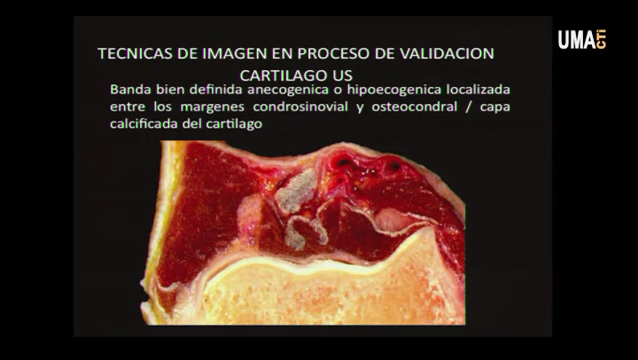 UMA CTI
TECNICAS DE IMAGEN EN PROCESO DE VALIDACION
CARTILAGO US
Banda bien definida anecogenica o hipoecogenica localizada
entre los margenes condrosinovial y osteocondral / capa
calcificada del cartilago